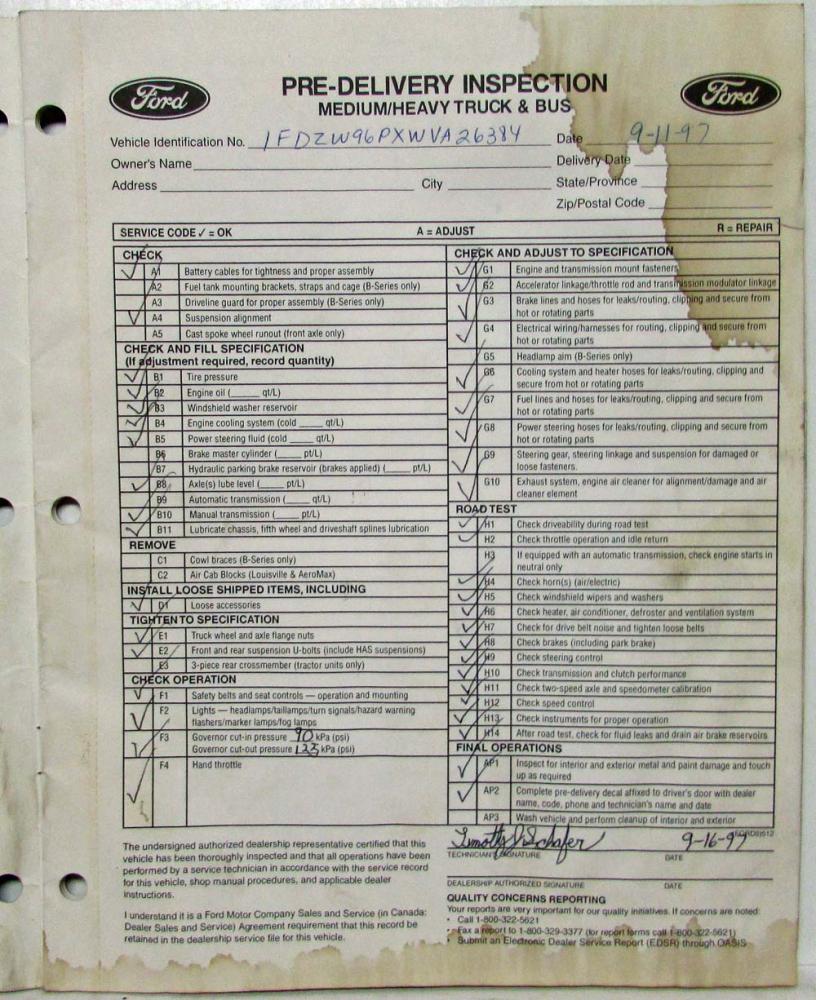 Ford
PRE-DELIVERY INSPECTION
MEDIUM/HEAVY TRUCK & BUS
Ford
Vehicle Identification No. 1FDZW96PXWVA26384 Date 9-11-97
Owner's Name Delivery Date
Address City State/Province
Zip/Postal Code
SERVICE CODE ✓ = OK A = ADJUST R = REPAIR
CHECK
✓ A1 Battery cables for tightness and proper assembly
A2 Fuel tank mounting brackets, straps and cage (B-Series only)
A3 Driveline guard for proper assembly (B-Series only)
✓ A4 Suspension alignment
A5 Cast spoke wheel runout (front axle only)
CHECK AND FILL SPECIFICATION
(If adjustment required, record quantity)
✓ B1 Tire pressure
✓ B2 Engine oil (_____ qt/L)
✓ B3 Windshield washer reservoir
✓ B4 Engine cooling system (cold ____ qt/L)
✓ B5 Power steering fluid (cold ____ qt/L)
B6 Brake master cylinder (____ pt/L)
B7 Hydraulic parking brake reservoir (brakes applied) (____ pt/L)
✓ B8 Axle(s) lube level (____ pt/L)
B9 Automatic transmission (____ qt/L)
✓ B10 Manual transmission (____ pt/L)
✓ B11 Lubricate chassis, fifth wheel and driveshaft splines lubrication
REMOVE
C1 Cowl braces (B-Series only)
C2 Air Cab Blocks (Louisville & AeroMax)
INSTALL LOOSE SHIPPED ITEMS, INCLUDING
✓ D1 Loose accessories
TIGHTEN TO SPECIFICATION
✓ E1 Truck wheel and axle flange nuts
✓ E2 Front and rear suspension U-bolts (include HAS suspensions)
E3 3-piece rear crossmember (tractor units only)
CHECK OPERATION
✓ F1 Safety belts and seat controls — operation and mounting
✓ F2 Lights — headlamps/taillamps/turn signals/hazard warning
flashers/marker lamps/fog lamps
✓ F3 Governor cut-in pressure 90 kPa (psi)
Governor cut-out pressure 123 kPa (psi)
✓ F4 Hand throttle
CHECK AND ADJUST TO SPECIFICATION
✓ G1 Engine and transmission mount fasteners
✓ G2 Accelerator linkage/throttle rod and transmission modulator linkage
✓ G3 Brake lines and hoses for leaks/routing, clipping and secure from
hot or rotating parts
✓ G4 Electrical wiring/harnesses for routing, clipping and secure from
hot or rotating parts
G5 Headlamp aim (B-Series only)
✓ G6 Cooling system and heater hoses for leaks/routing, clipping and
secure from hot or rotating parts
✓ G7 Fuel lines and hoses for leaks/routing, clipping and secure from
hot or rotating parts
✓ G8 Power steering hoses for leaks/routing, clipping and secure from
hot or rotating parts
✓ G9 Steering gear, steering linkage and suspension for damaged or
loose fasteners.
✓ G10 Exhaust system, engine air cleaner for alignment/damage and air
cleaner element
ROAD TEST
✓ H1 Check driveability during road test
✓ H2 Check throttle operation and idle return
H3 If equipped with an automatic transmission, check engine starts in
neutral only
✓ H4 Check horn(s) (air/electric)
✓ H5 Check windshield wipers and washers
✓ H6 Check heater, air conditioner, defroster and ventilation system
✓ H7 Check for drive belt noise and tighten loose belts
✓ H8 Check brakes (including park brake)
✓ H9 Check steering control
✓ H10 Check transmission and clutch performance
✓ H11 Check two-speed axle and speedometer calibration
✓ H12 Check speed control
✓ H13 Check instruments for proper operation
✓ H14 After road test, check for fluid leaks and drain air brake reservoirs
FINAL OPERATIONS
✓ AP1 Inspect for interior and exterior metal and paint damage and touch
up as required
AP2 Complete pre-delivery decal affixed to driver's door with dealer
name, code, phone and technician's name and date
AP3 Wash vehicle and perform cleanup of interior and exterior
The undersigned authorized dealership representative certified that this
vehicle has been thoroughly inspected and that all operations have been
performed by a service technician in accordance with the service record
for this vehicle, shop manual procedures, and applicable dealer
instructions.
I understand it is a Ford Motor Company Sales and Service (in Canada:
Dealer Sales and Service) Agreement requirement that this record be
retained in the dealership service file for this vehicle.
Timothy J Schafer 9-16-97
TECHNICIAN'S SIGNATURE DATE
DEALERSHIP AUTHORIZED SIGNATURE DATE
QUALITY CONCERNS REPORTING
Your reports are very important for our quality initiatives. If concerns are noted:
• Call 1-800-322-5621
• Fax a report to 1-800-329-3377 (for report forms call 1-800-322-5621)
• Submit an Electronic Dealer Service Report (EDSR) through OASIS